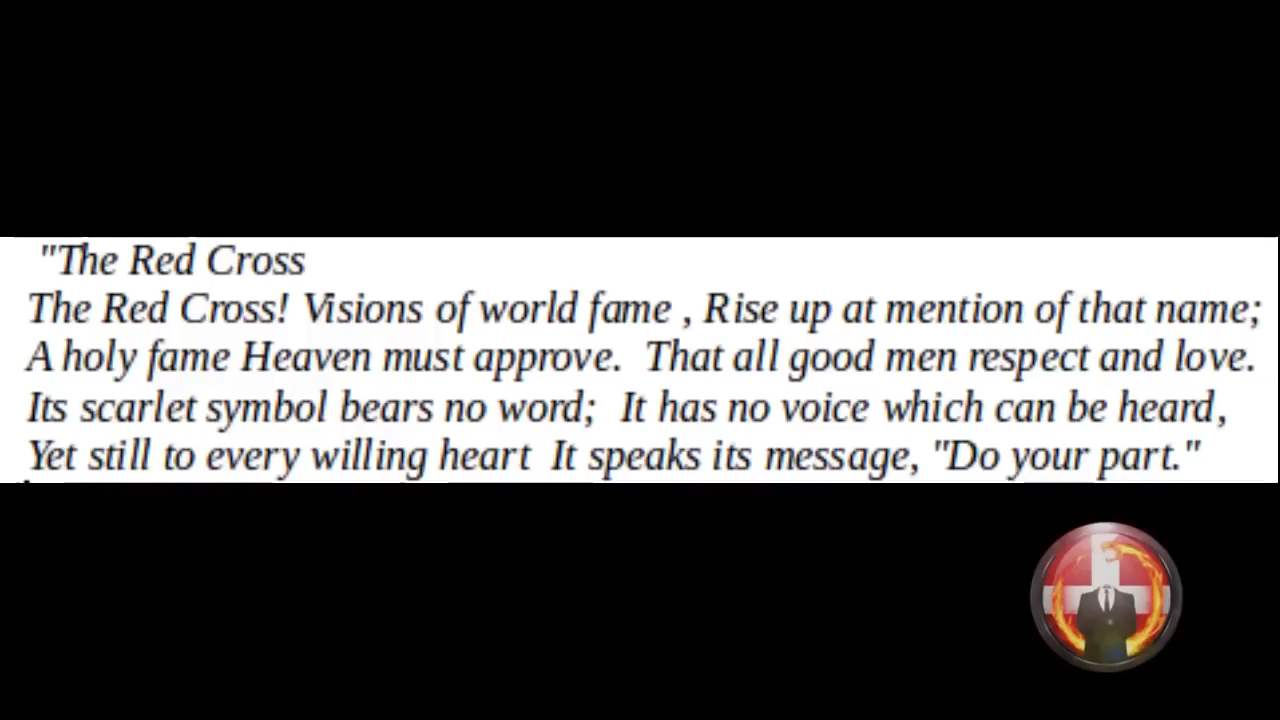 "The Red Cross
The Red Cross! Visions of world fame , Rise up at mention of that name;
A holy fame Heaven must approve.  That all good men respect and love.
Its scarlet symbol bears no word;  It has no voice which can be heard,
Yet still to every willing heart  It speaks its message, "Do your part."